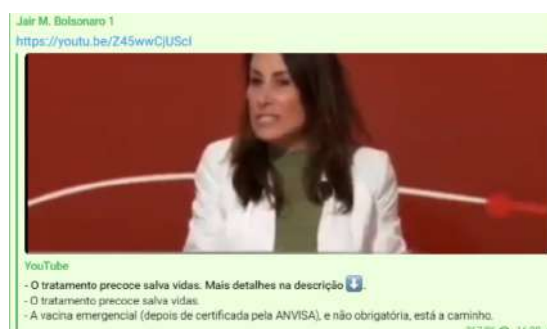 Jair M. Bolsonaro 1
https://youtu.be/Z45wwCjUScI
YouTube
- O tratamento precoce salva vidas. Mais detalhes na descrição ⬇️.
- O tratamento precoce salva vidas.
- A vacina emergencial (depois de certificada pela ANVISA), e não obrigatória, está a caminho.